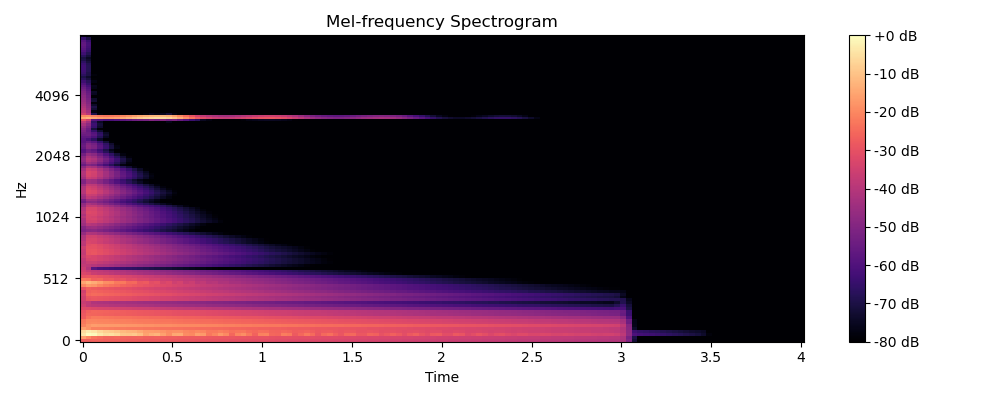 Mel-frequency Spectrogram
Hz
4096
2048
1024
512
0
0
0.5
1
1.5
2
2.5
3
3.5
4
Time
+0 dB
-10 dB
-20 dB
-30 dB
-40 dB
-50 dB
-60 dB
-70 dB
-80 dB